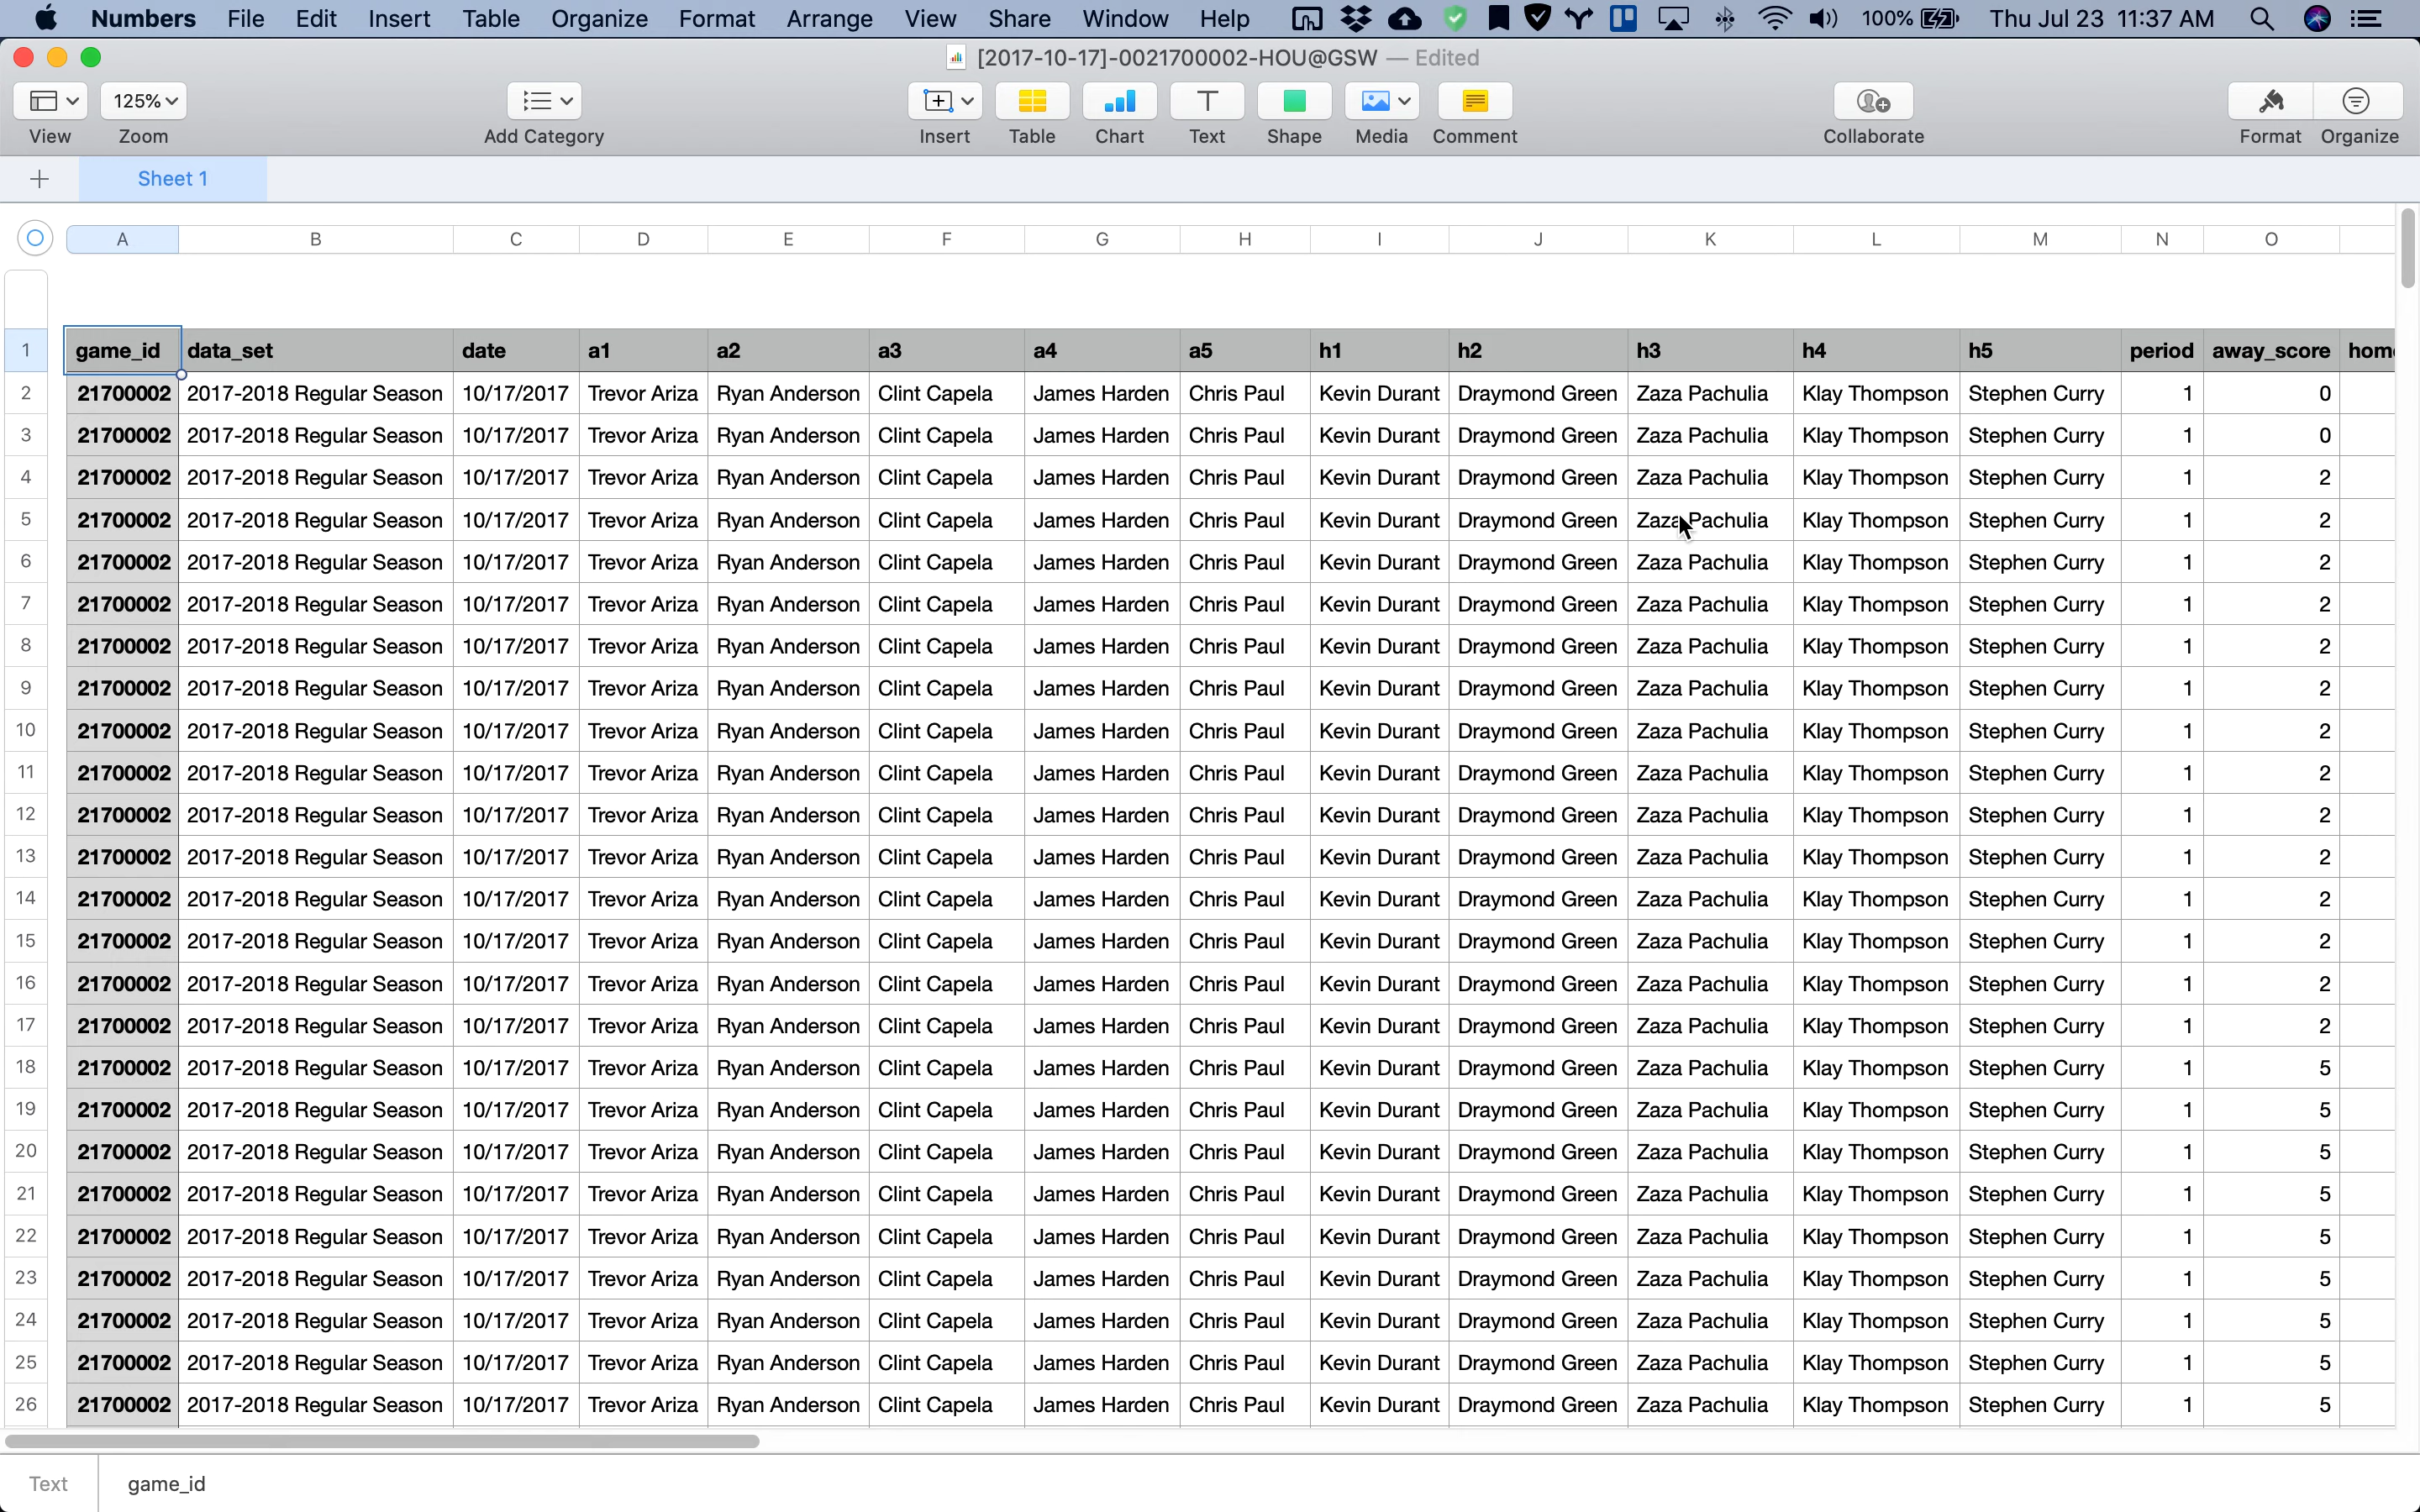 Numbers File Edit Insert Table Organize Format Arrange View Share Window Help 100% Thu Jul 23 11:37 AM
[2017-10-17]-0021700002-HOU@GSW — Edited
125%
View Zoom Add Category Insert Table Chart Text Shape Media Comment Collaborate Format Organize
Sheet 1
A B C D E F G H I J K L M N O
1 game_id data_set date a1 a2 a3 a4 a5 h1 h2 h3 h4 h5 period away_score hom
2 21700002 2017-2018 Regular Season 10/17/2017 Trevor Ariza Ryan Anderson Clint Capela James Harden Chris Paul Kevin Durant Draymond Green Zaza Pachulia Klay Thompson Stephen Curry 1 0
3 21700002 2017-2018 Regular Season 10/17/2017 Trevor Ariza Ryan Anderson Clint Capela James Harden Chris Paul Kevin Durant Draymond Green Zaza Pachulia Klay Thompson Stephen Curry 1 0
4 21700002 2017-2018 Regular Season 10/17/2017 Trevor Ariza Ryan Anderson Clint Capela James Harden Chris Paul Kevin Durant Draymond Green Zaza Pachulia Klay Thompson Stephen Curry 1 2
5 21700002 2017-2018 Regular Season 10/17/2017 Trevor Ariza Ryan Anderson Clint Capela James Harden Chris Paul Kevin Durant Draymond Green Zaza Pachulia Klay Thompson Stephen Curry 1 2
6 21700002 2017-2018 Regular Season 10/17/2017 Trevor Ariza Ryan Anderson Clint Capela James Harden Chris Paul Kevin Durant Draymond Green Zaza Pachulia Klay Thompson Stephen Curry 1 2
7 21700002 2017-2018 Regular Season 10/17/2017 Trevor Ariza Ryan Anderson Clint Capela James Harden Chris Paul Kevin Durant Draymond Green Zaza Pachulia Klay Thompson Stephen Curry 1 2
8 21700002 2017-2018 Regular Season 10/17/2017 Trevor Ariza Ryan Anderson Clint Capela James Harden Chris Paul Kevin Durant Draymond Green Zaza Pachulia Klay Thompson Stephen Curry 1 2
9 21700002 2017-2018 Regular Season 10/17/2017 Trevor Ariza Ryan Anderson Clint Capela James Harden Chris Paul Kevin Durant Draymond Green Zaza Pachulia Klay Thompson Stephen Curry 1 2
10 21700002 2017-2018 Regular Season 10/17/2017 Trevor Ariza Ryan Anderson Clint Capela James Harden Chris Paul Kevin Durant Draymond Green Zaza Pachulia Klay Thompson Stephen Curry 1 2
11 21700002 2017-2018 Regular Season 10/17/2017 Trevor Ariza Ryan Anderson Clint Capela James Harden Chris Paul Kevin Durant Draymond Green Zaza Pachulia Klay Thompson Stephen Curry 1 2
12 21700002 2017-2018 Regular Season 10/17/2017 Trevor Ariza Ryan Anderson Clint Capela James Harden Chris Paul Kevin Durant Draymond Green Zaza Pachulia Klay Thompson Stephen Curry 1 2
13 21700002 2017-2018 Regular Season 10/17/2017 Trevor Ariza Ryan Anderson Clint Capela James Harden Chris Paul Kevin Durant Draymond Green Zaza Pachulia Klay Thompson Stephen Curry 1 2
14 21700002 2017-2018 Regular Season 10/17/2017 Trevor Ariza Ryan Anderson Clint Capela James Harden Chris Paul Kevin Durant Draymond Green Zaza Pachulia Klay Thompson Stephen Curry 1 2
15 21700002 2017-2018 Regular Season 10/17/2017 Trevor Ariza Ryan Anderson Clint Capela James Harden Chris Paul Kevin Durant Draymond Green Zaza Pachulia Klay Thompson Stephen Curry 1 2
16 21700002 2017-2018 Regular Season 10/17/2017 Trevor Ariza Ryan Anderson Clint Capela James Harden Chris Paul Kevin Durant Draymond Green Zaza Pachulia Klay Thompson Stephen Curry 1 2
17 21700002 2017-2018 Regular Season 10/17/2017 Trevor Ariza Ryan Anderson Clint Capela James Harden Chris Paul Kevin Durant Draymond Green Zaza Pachulia Klay Thompson Stephen Curry 1 2
18 21700002 2017-2018 Regular Season 10/17/2017 Trevor Ariza Ryan Anderson Clint Capela James Harden Chris Paul Kevin Durant Draymond Green Zaza Pachulia Klay Thompson Stephen Curry 1 5
19 21700002 2017-2018 Regular Season 10/17/2017 Trevor Ariza Ryan Anderson Clint Capela James Harden Chris Paul Kevin Durant Draymond Green Zaza Pachulia Klay Thompson Stephen Curry 1 5
20 21700002 2017-2018 Regular Season 10/17/2017 Trevor Ariza Ryan Anderson Clint Capela James Harden Chris Paul Kevin Durant Draymond Green Zaza Pachulia Klay Thompson Stephen Curry 1 5
21 21700002 2017-2018 Regular Season 10/17/2017 Trevor Ariza Ryan Anderson Clint Capela James Harden Chris Paul Kevin Durant Draymond Green Zaza Pachulia Klay Thompson Stephen Curry 1 5
22 21700002 2017-2018 Regular Season 10/17/2017 Trevor Ariza Ryan Anderson Clint Capela James Harden Chris Paul Kevin Durant Draymond Green Zaza Pachulia Klay Thompson Stephen Curry 1 5
23 21700002 2017-2018 Regular Season 10/17/2017 Trevor Ariza Ryan Anderson Clint Capela James Harden Chris Paul Kevin Durant Draymond Green Zaza Pachulia Klay Thompson Stephen Curry 1 5
24 21700002 2017-2018 Regular Season 10/17/2017 Trevor Ariza Ryan Anderson Clint Capela James Harden Chris Paul Kevin Durant Draymond Green Zaza Pachulia Klay Thompson Stephen Curry 1 5
25 21700002 2017-2018 Regular Season 10/17/2017 Trevor Ariza Ryan Anderson Clint Capela James Harden Chris Paul Kevin Durant Draymond Green Zaza Pachulia Klay Thompson Stephen Curry 1 5
26 21700002 2017-2018 Regular Season 10/17/2017 Trevor Ariza Ryan Anderson Clint Capela James Harden Chris Paul Kevin Durant Draymond Green Zaza Pachulia Klay Thompson Stephen Curry 1 5
Text game_id